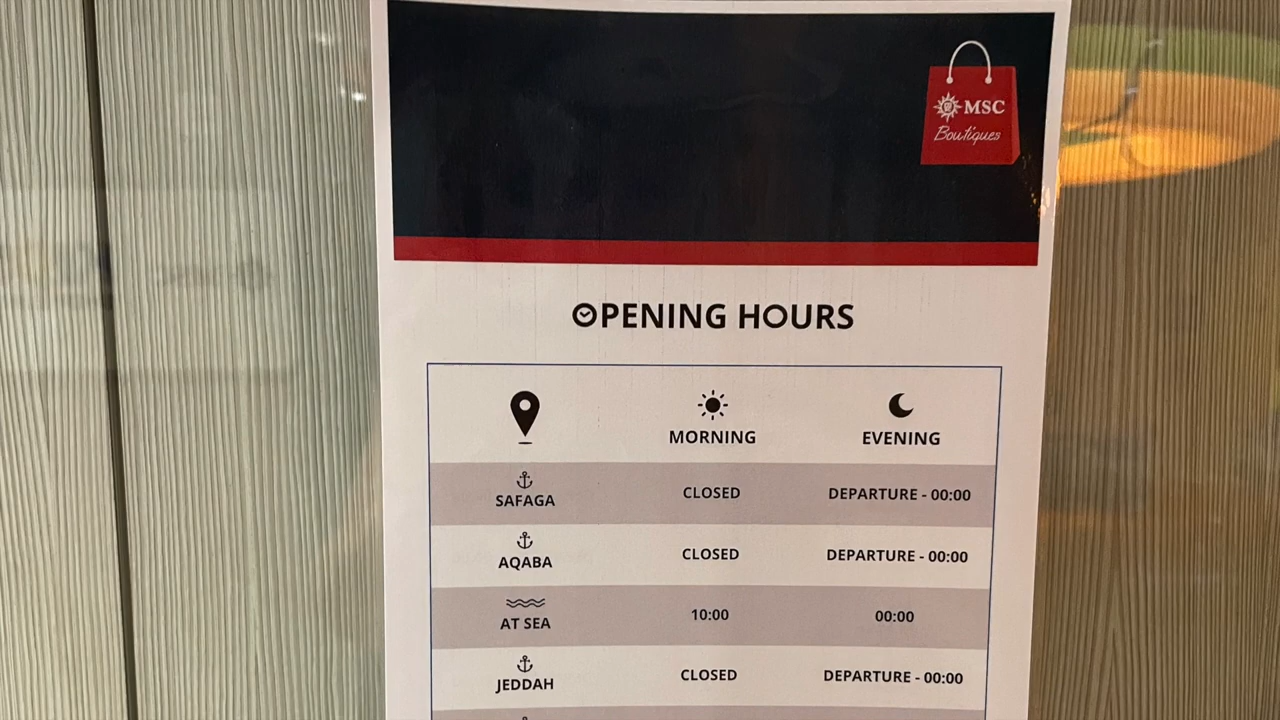 MSC
Boutiques
OPENING HOURS
MORNING EVENING
SAFAGA CLOSED DEPARTURE - 00:00
AQABA CLOSED DEPARTURE - 00:00
AT SEA 10:00 00:00
JEDDAH CLOSED DEPARTURE - 00:00